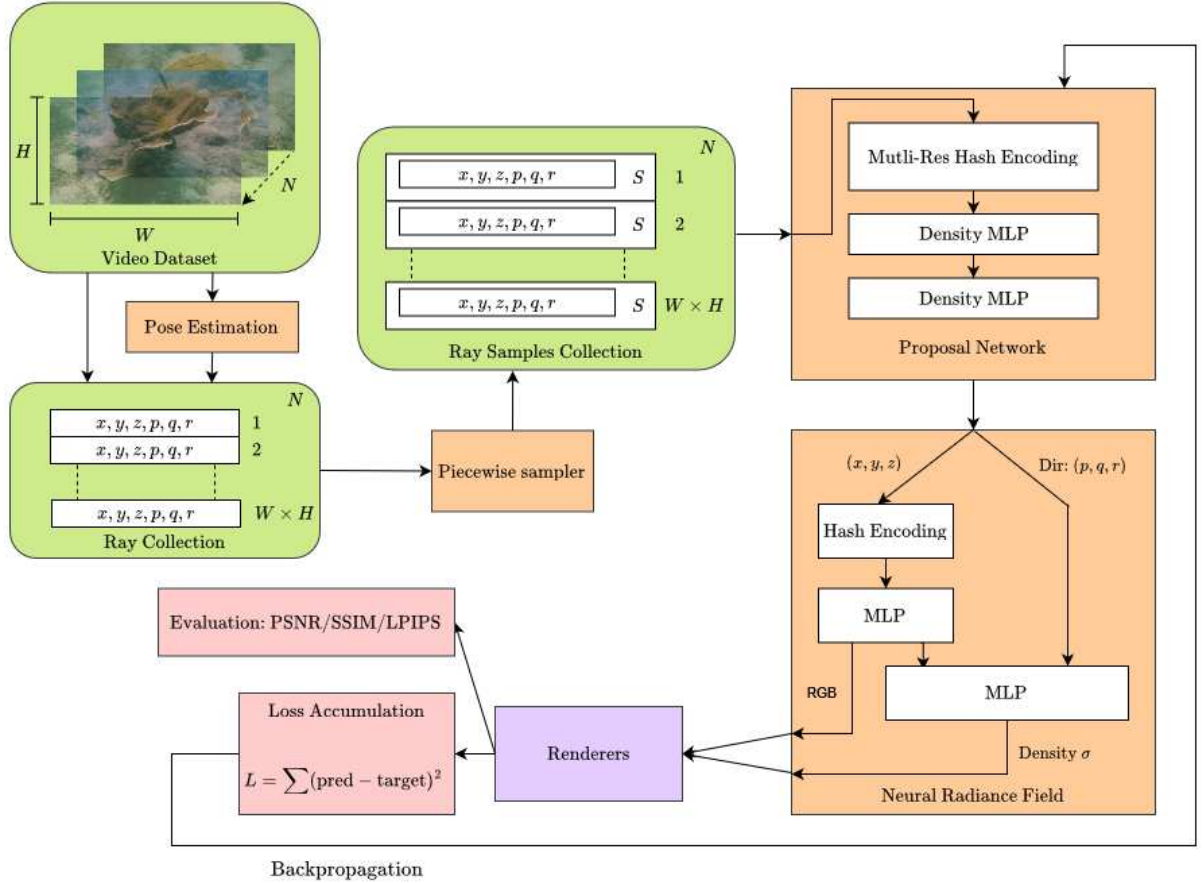 H
N
W
Video Dataset
Pose Estimation
N
x, y, z, p, q, r 1
x, y, z, p, q, r 2
x, y, z, p, q, r W × H
Ray Collection
Piecewise sampler
N
x, y, z, p, q, r S 1
x, y, z, p, q, r S 2
x, y, z, p, q, r S W × H
Ray Samples Collection
Mutli-Res Hash Encoding
Density MLP
Density MLP
Proposal Network
(x, y, z) Dir: (p, q, r)
Hash Encoding
MLP
MLP
RGB
Density σ
Neural Radiance Field
Renderers
Evaluation: PSNR/SSIM/LPIPS
Loss Accumulation
L = ∑(pred − target)²
Backpropagation